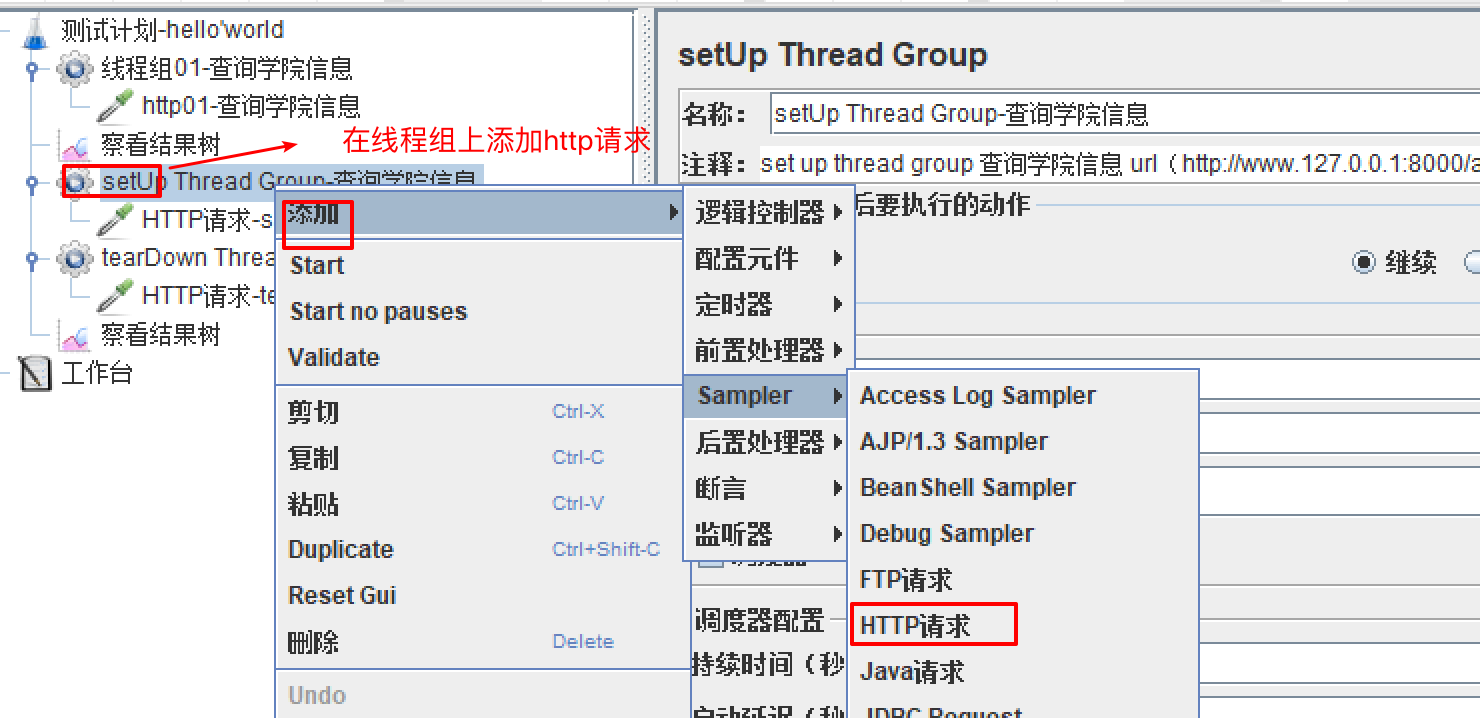 测试计划-hello'world
线程组01-查询学院信息
http01-查询学院信息
察看结果树
在线程组上添加http请求
setUp Thread Group-查询学院信息
HTTP请求-s
tearDown Threa
HTTP请求-te
察看结果树
工作台
setUp Thread Group
名称： setUp Thread Group-查询学院信息
注释： set up thread group 查询学院信息 url（http://www.127.0.0.1:8000/a
后要执行的动作
继续
添加
Start
Start no pauses
Validate
剪切 Ctrl-X
复制 Ctrl-C
粘贴 Ctrl-V
Duplicate Ctrl+Shift-C
Reset Gui
删除 Delete
Undo
逻辑控制器
配置元件
定时器
前置处理器
Sampler
后置处理器
断言
监听器
调度器配置
持续时间（秒
启动延迟（秒
Access Log Sampler
AJP/1.3 Sampler
BeanShell Sampler
Debug Sampler
FTP请求
HTTP请求
Java请求
JDBC Request